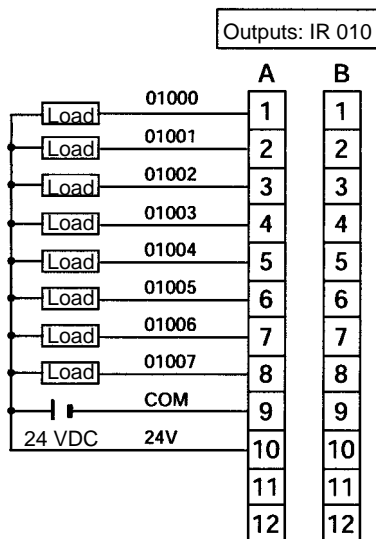 Outputs: IR 010
A B
Load 01000 1 1
Load 01001 2 2
Load 01002 3 3
Load 01003 4 4
Load 01004 5 5
Load 01005 6 6
Load 01006 7 7
Load 01007 8 8
COM 9 9
24 VDC 24V 10 10
11 11
12 12